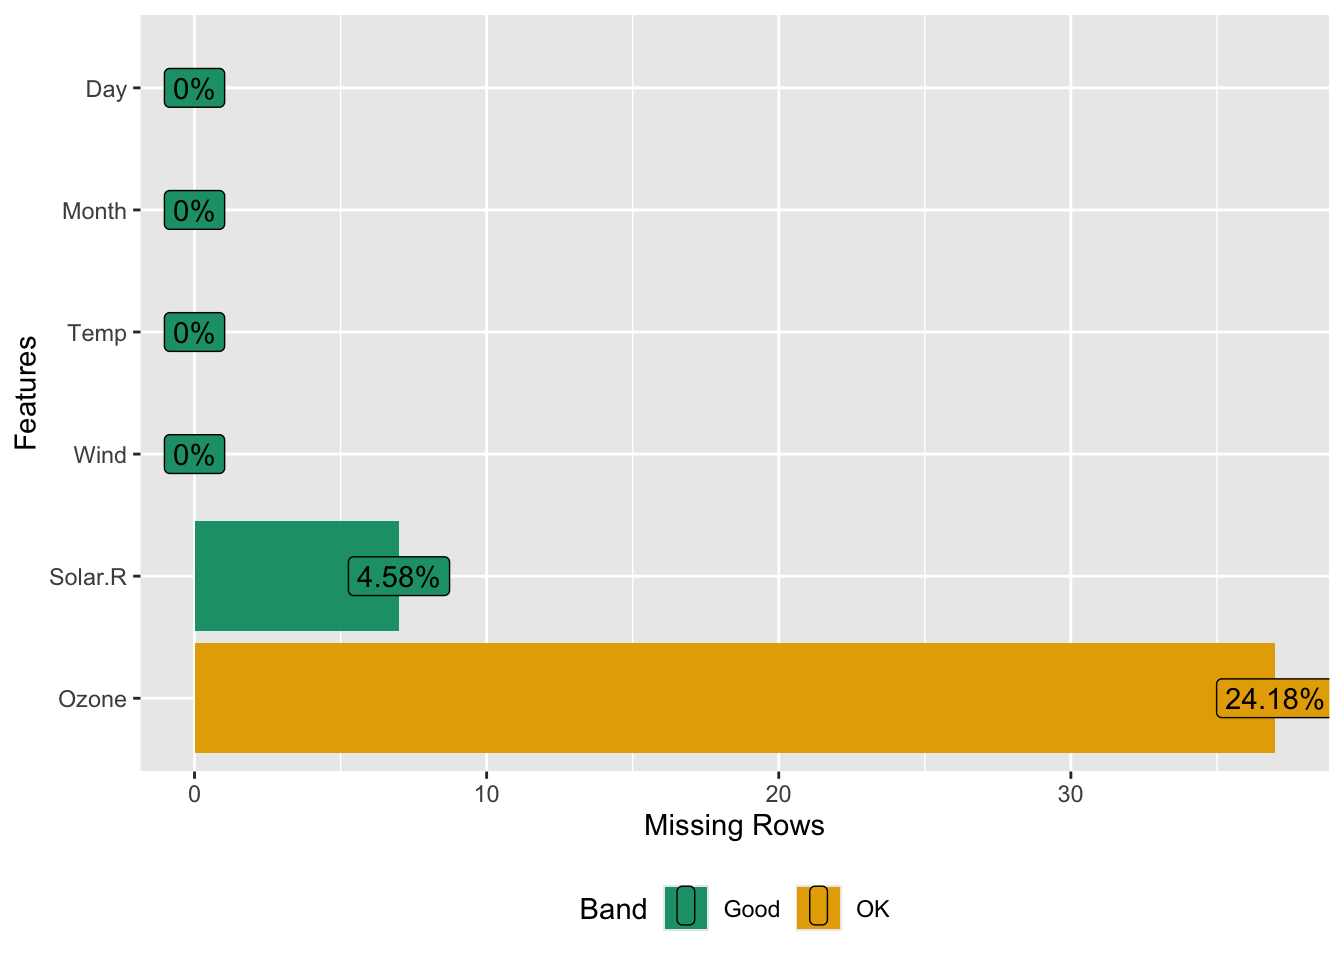 Features
Day
0%
Month
0%
Temp
0%
Wind
0%
Solar.R
4.58%
Ozone
24.18%
0 10 20 30
Missing Rows
Band Good OK